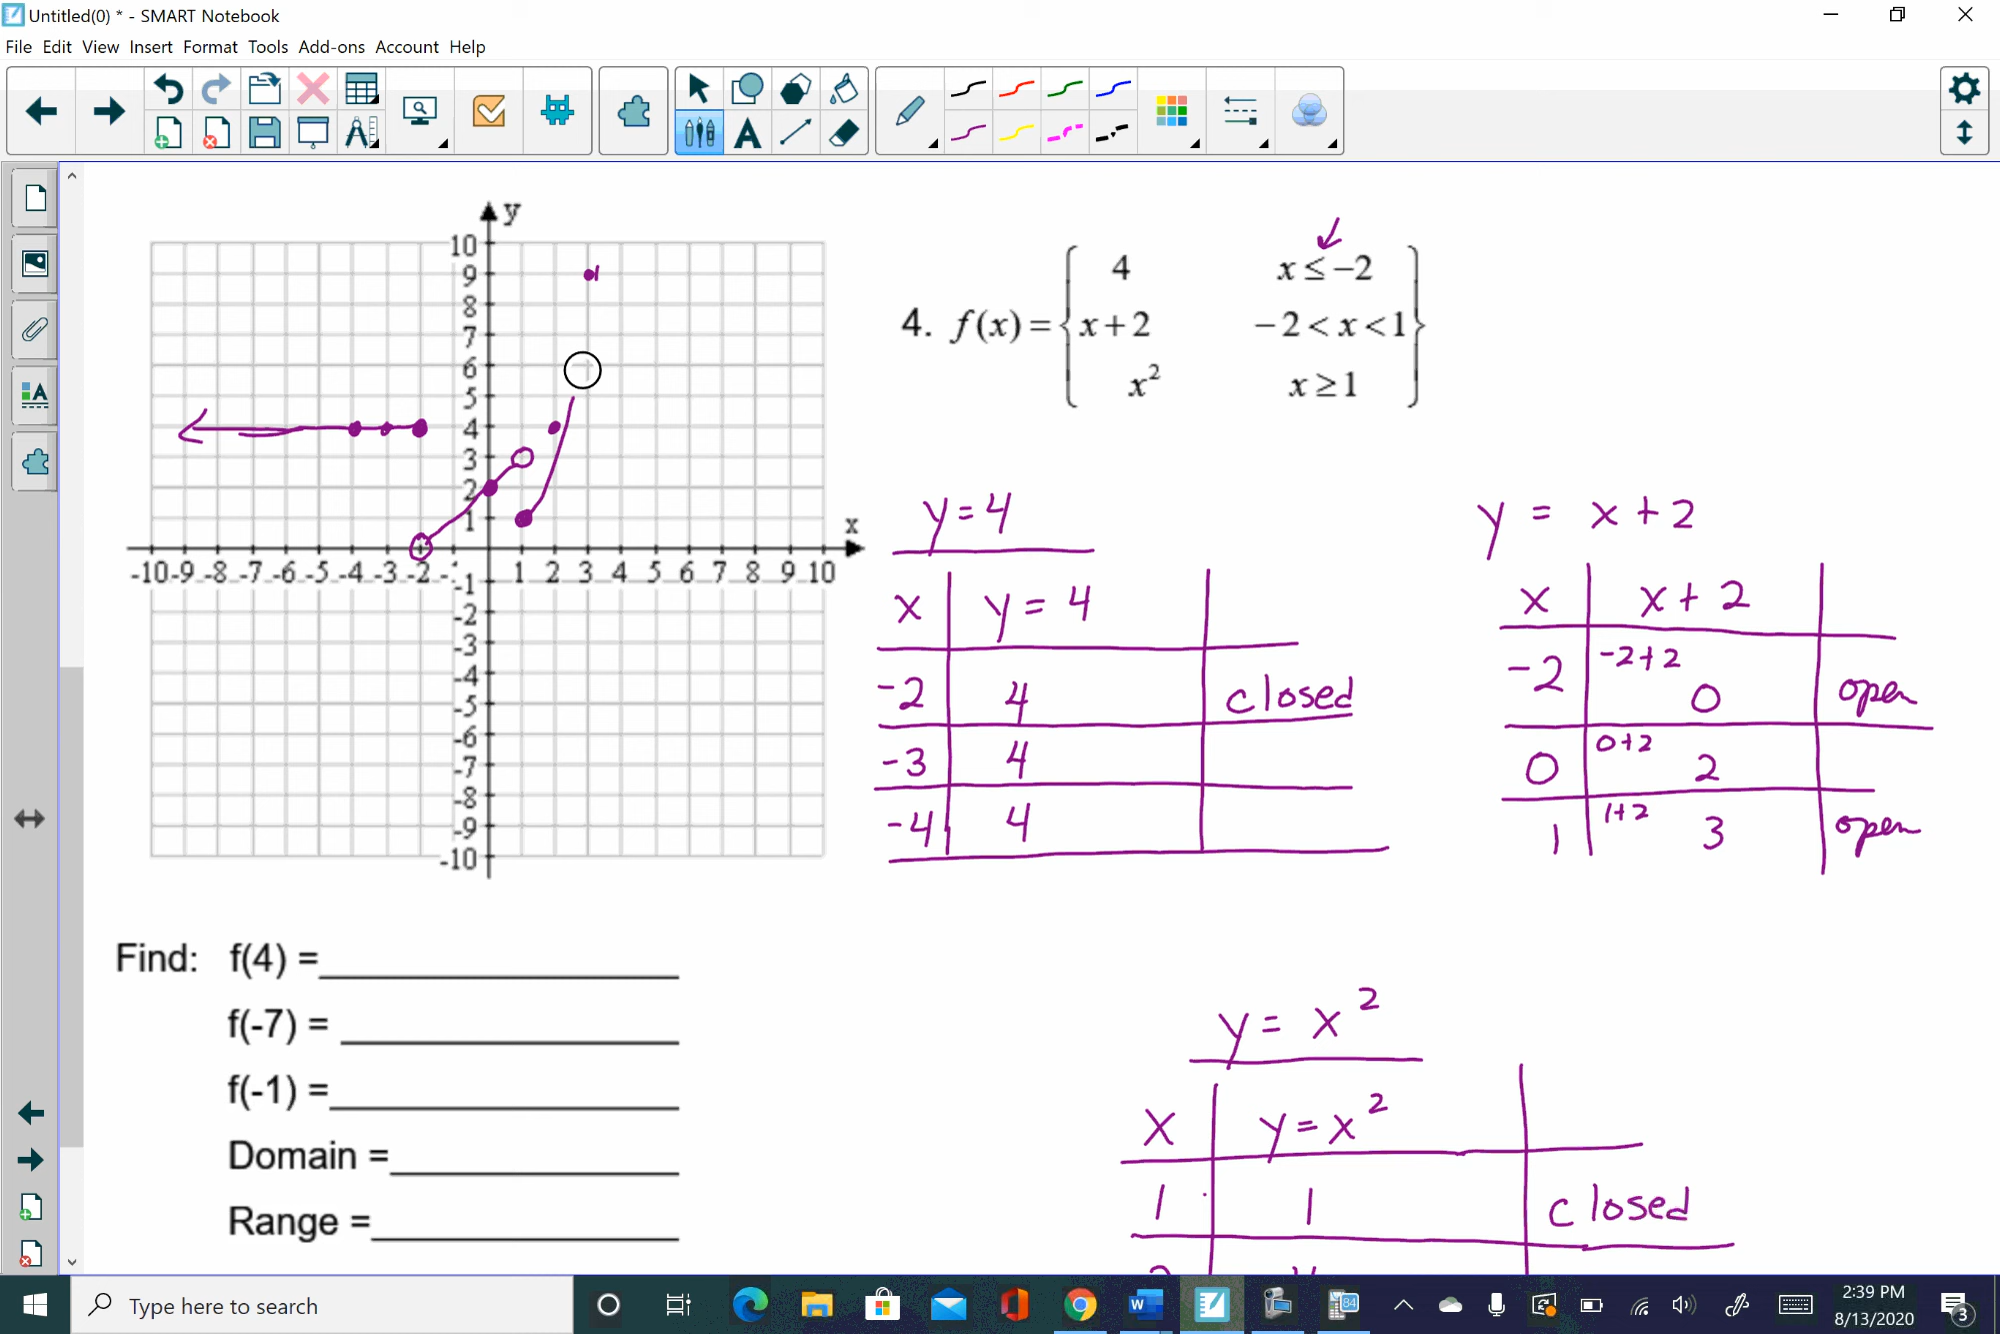 Untitled(0) * - SMART Notebook
File Edit View Insert Format Tools Add-ons Account Help
y
10
9
8
7
6
5
4
3
2
1
x
-10 -9 -8 -7 -6 -5 -4 -3 -2 - 1 2 3 4 5 6 7 8 9 10
-1
-2
-3
-4
-5
-6
-7
-8
-9
-10
4 x ≤ -2
4. f(x) = { x+2 -2 < x < 1 }
x² x ≥ 1
y = 4
x y = 4
-2 4 closed
-3 4
-4 4
y = x + 2
x x + 2
-2 -2+2 0 open
0 0+2 2
1 1+2 3 open
Find: f(4) =
f(-7) =
f(-1) =
Domain =
Range =
y = x²
x y = x²
1 1 closed
Type here to search
84
2:39 PM
8/13/2020
3